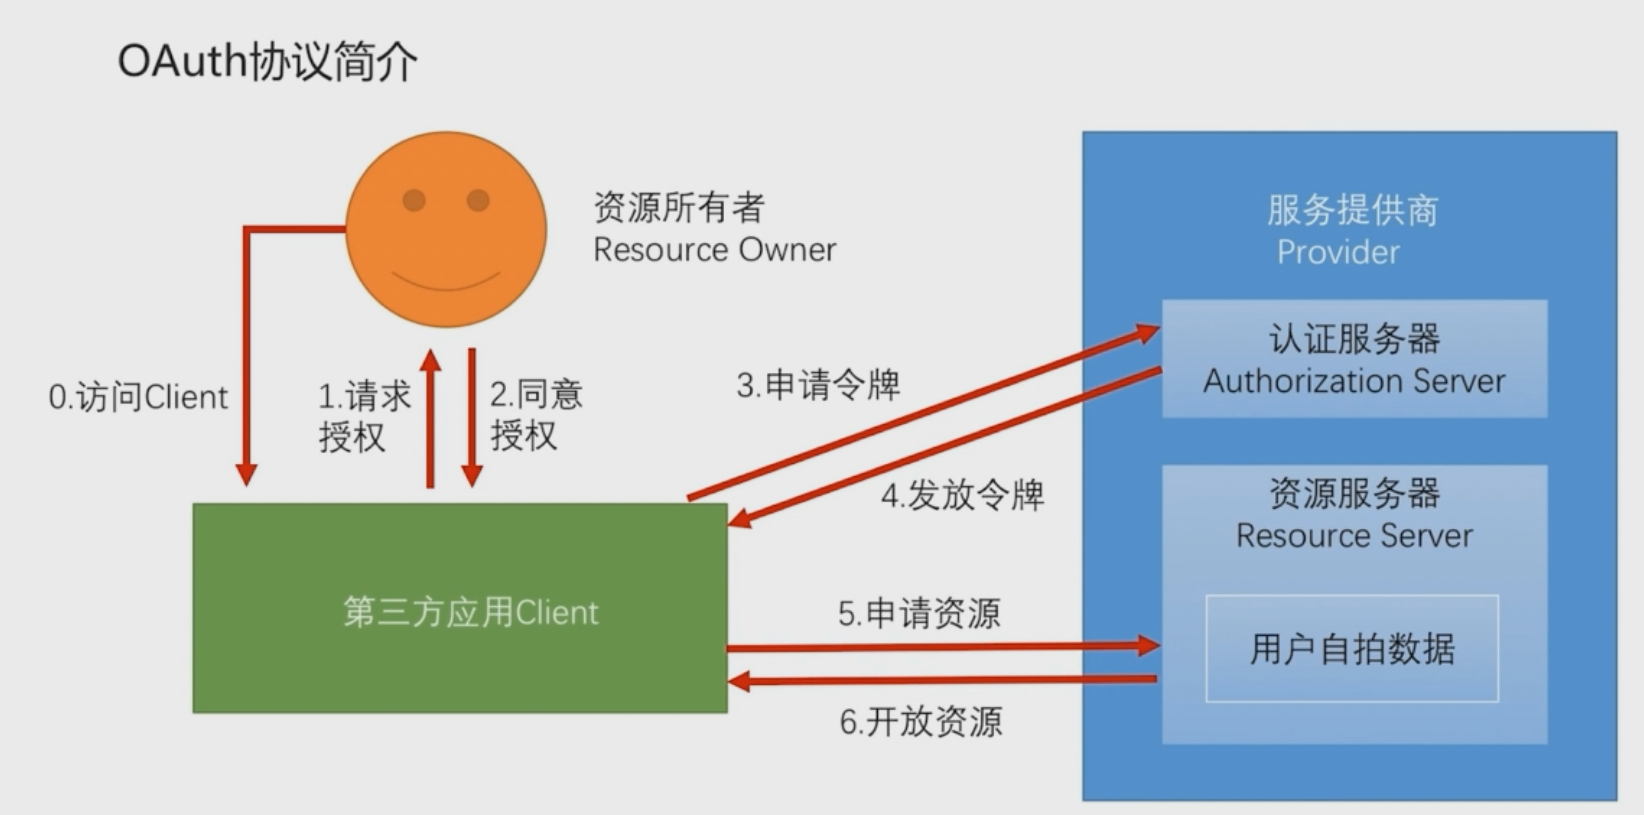 OAuth协议简介
资源所有者
Resource Owner
服务提供商
Provider
认证服务器
Authorization Server
0.访问Client
1.请求
授权
2.同意
授权
3.申请令牌
4.发放令牌
资源服务器
Resource Server
第三方应用Client
5.申请资源
用户自拍数据
6.开放资源